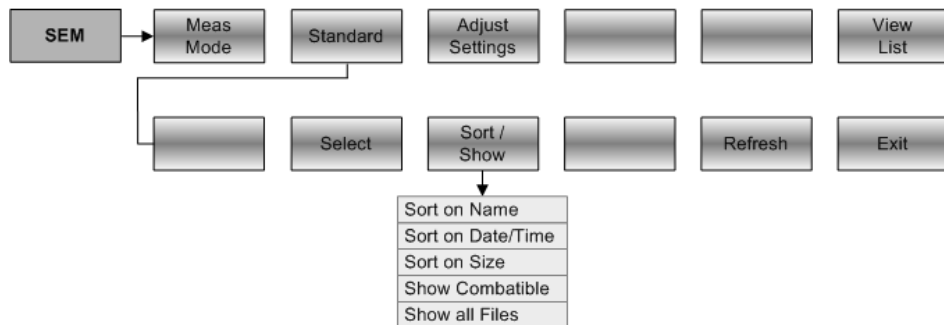 SEM
Meas
Mode
Standard
Adjust
Settings
View
List
Select
Sort /
Show
Refresh
Exit
Sort on Name
Sort on Date/Time
Sort on Size
Show Combatible
Show all Files